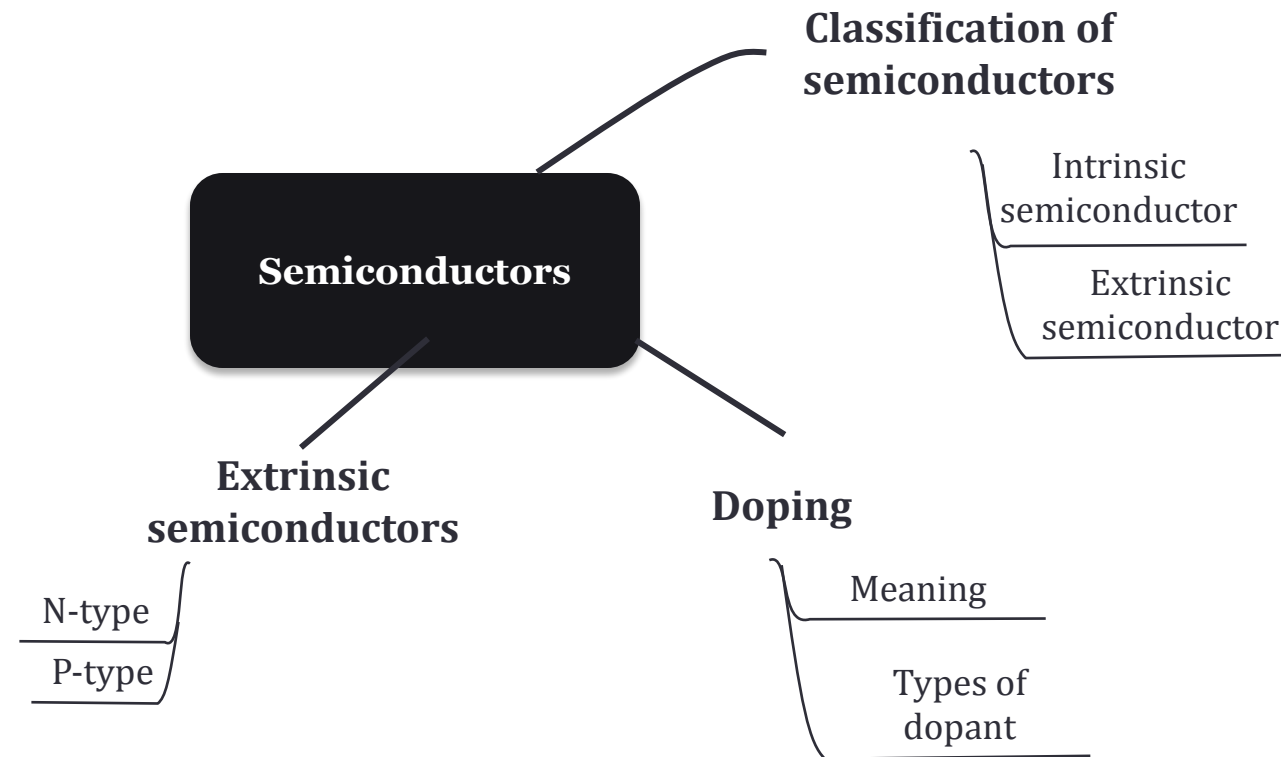 Classification of
semiconductors
Intrinsic
semiconductor
Extrinsic
semiconductor
Semiconductors
Extrinsic
semiconductors
N-type
P-type
Doping
Meaning
Types of
dopant